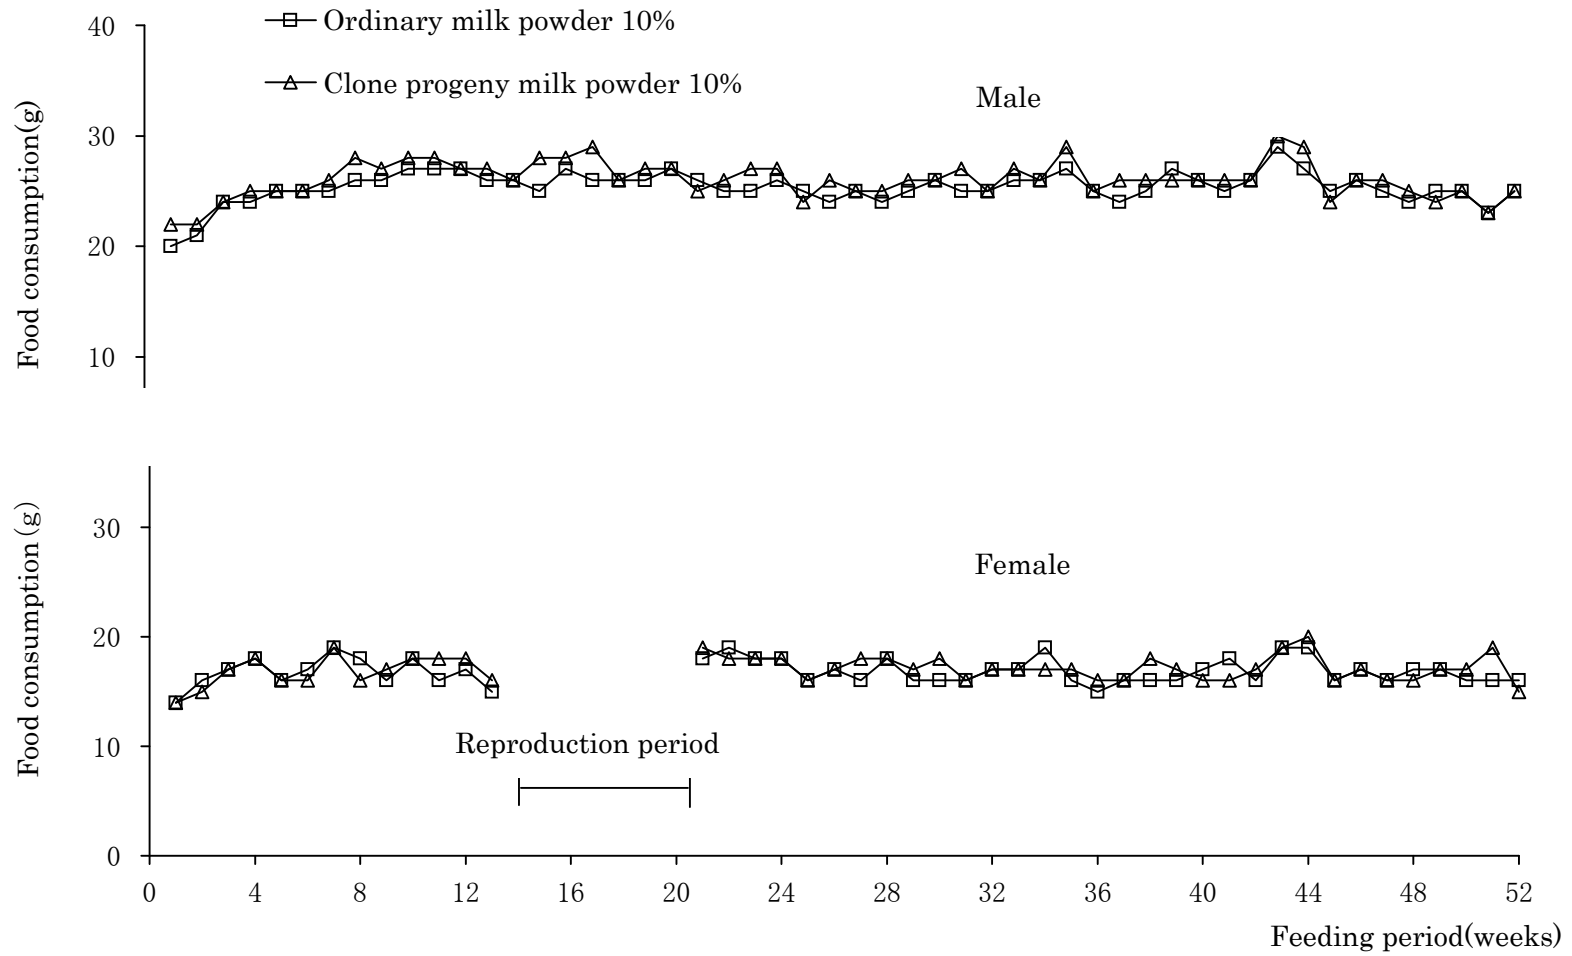 Ordinary milk powder 10%
Clone progeny milk powder 10%
Male
Food consumption(g)
40
30
20
10
Female
Food consumption (g)
30
20
10
0
Reproduction period
0 4 8 12 16 20 24 28 32 36 40 44 48 52
Feeding period(weeks)